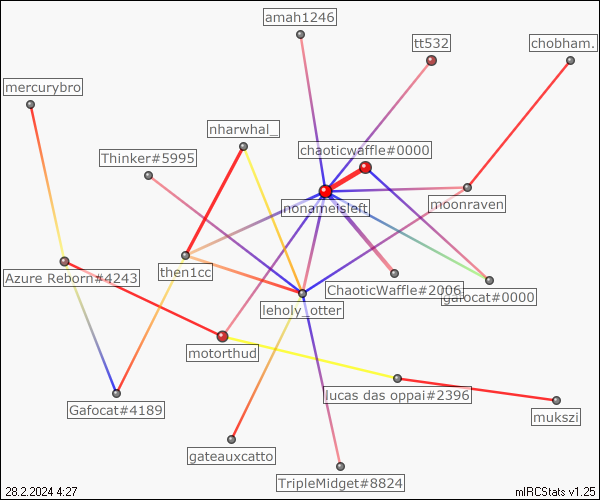 amah1246
tt532
chobham.
mercurybro
nharwhal_
chaoticwaffle#0000
Thinker#5995
nonameisleft
moonraven
then1cc
Azure Reborn#4243
ChaoticWaffle#2006
gafocat#0000
leholy_otter
motorthud
lucas das oppai#2396
Gafocat#4189
mukszi
gateauxcatto
TripleMidget#8824
28.2.2024 4:27
mIRCStats v1.25